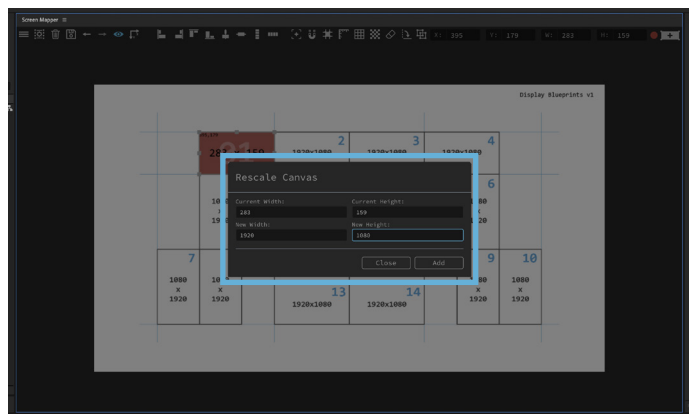 Screen Mapper
X: 395 Y: 179 W: 283 H: 159
Display Blueprints v1
2 3 4
1920x1080 1920x1080
6
Rescale Canvas
Current Width: Current Height:
283 159
New Width: New Height:
1920 1080
Close Add
7 9 10
1080 1080
x x x x
1920 1920 1920 1920
13 14
1920x1080 1920x1080